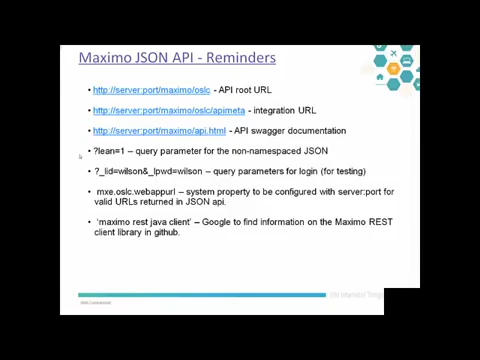 Maximo JSON API - Reminders
• http://server:port/maximo/oslc - API root URL
• http://server:port/maximo/oslc/apimeta - integration URL
• http://server:port/maximo/api.html - API swagger documentation
• ?lean=1 – query parameter for the non-namespaced JSON
• ?_lid=wilson&_lpwd=wilson – query parameters for login (for testing)
• mxe.oslc.webappurl – system property to be configured with server:port for
valid URLs returned in JSON api.
• ‘maximo rest java client’ – Google to find information on the Maximo REST
client library in github.